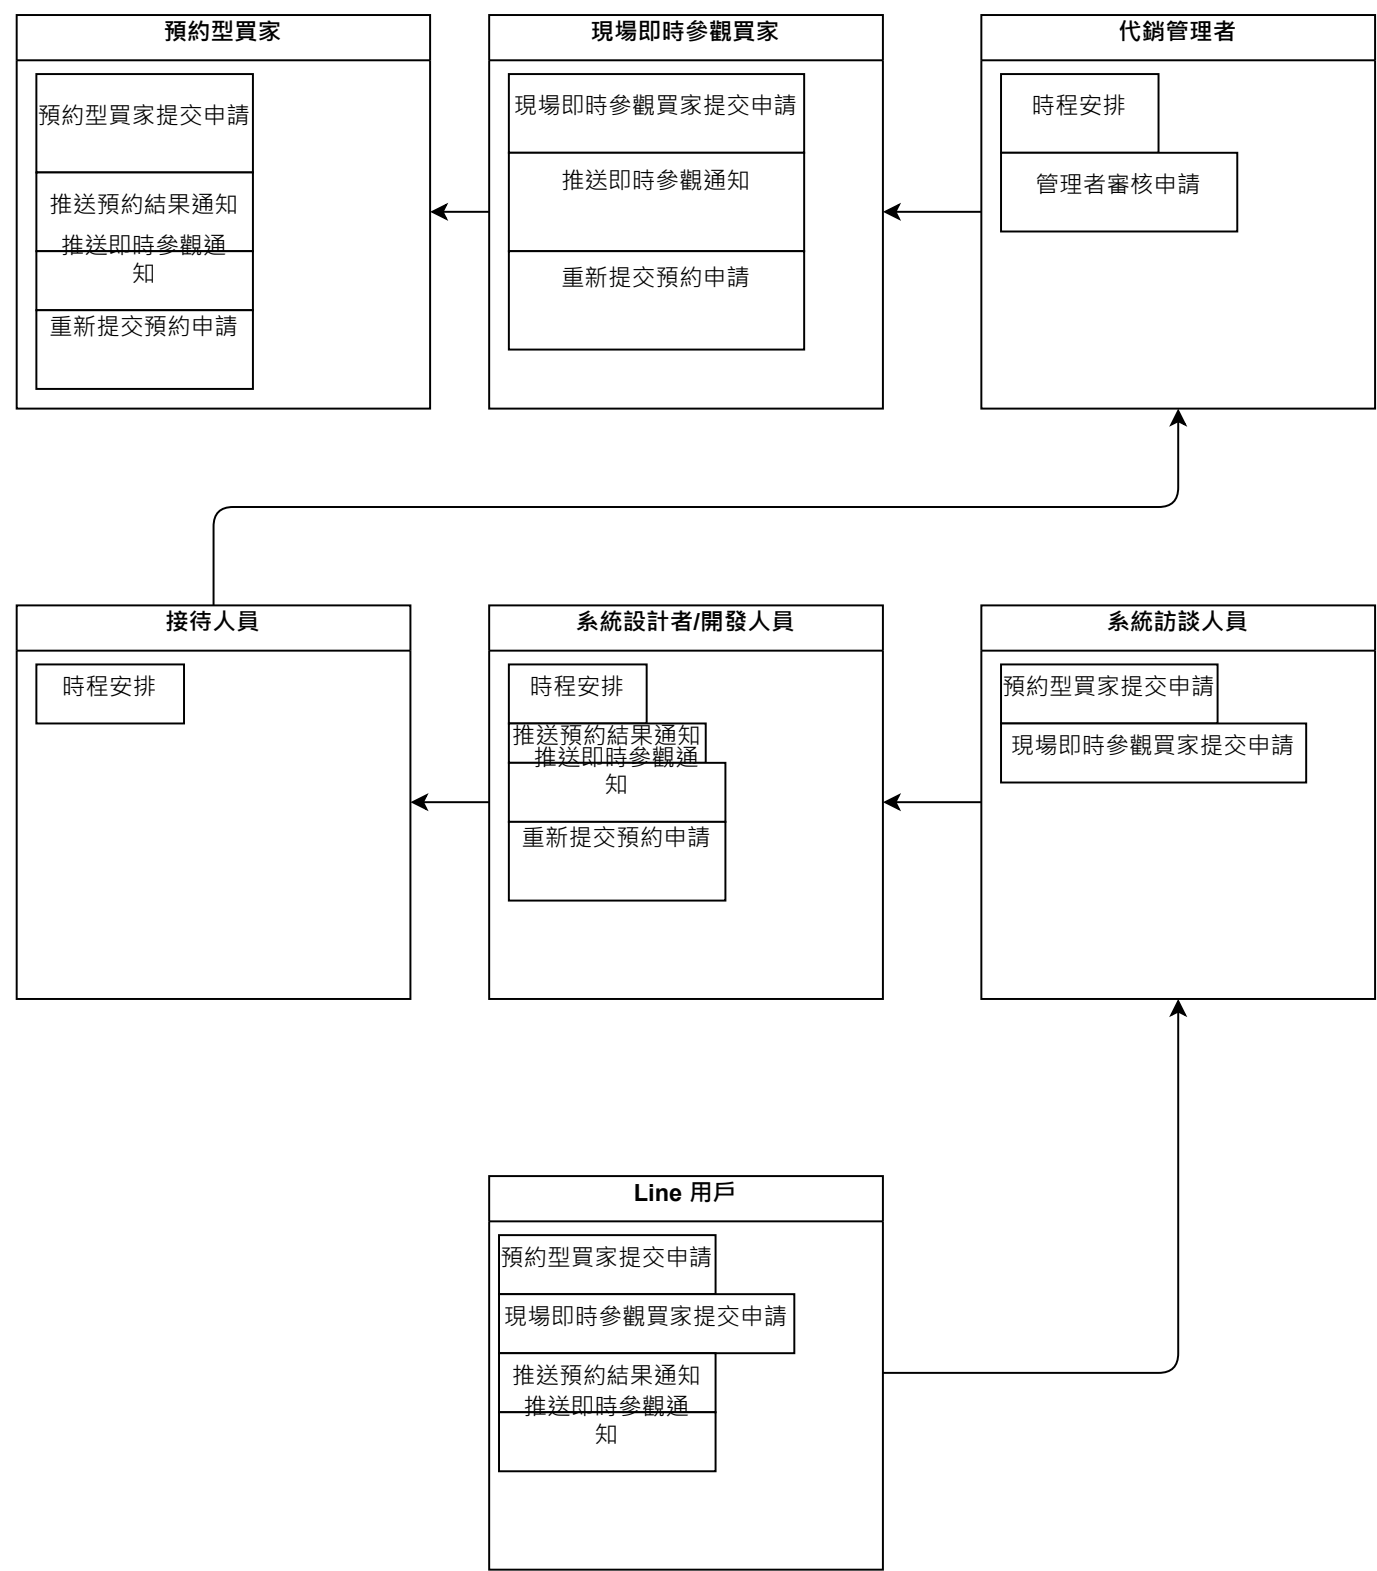 預約型買家
預約型買家提交申請
推送預約結果通知
推送即時參觀通
知
重新提交預約申請
現場即時參觀買家
現場即時參觀買家提交申請
推送即時參觀通知
重新提交預約申請
代銷管理者
時程安排
管理者審核申請
接待人員
時程安排
系統設計者/開發人員
時程安排
推送預約結果通知
推送即時參觀通
知
重新提交預約申請
系統訪談人員
預約型買家提交申請
現場即時參觀買家提交申請
Line 用戶
預約型買家提交申請
現場即時參觀買家提交申請
推送預約結果通知
推送即時參觀通
知